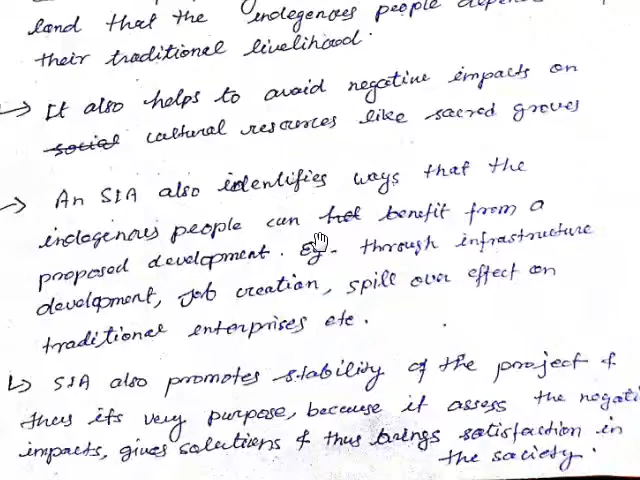 land that the indegenous people depend
their traditional livelihood.
→ It also helps to avoid negative impacts on
social cultural resources like sacred groves
→ An SIA also identifies ways that the
indegenous people can benefit from a
proposed development. Eg. through infrastructure
development, Job creation, spill over effect on
traditional enterprises etc.
↳ SIA also promotes stability of the project &
thus its very purpose, because it assess the negati
impacts, gives solutions & thus brings satisfaction in
the society.